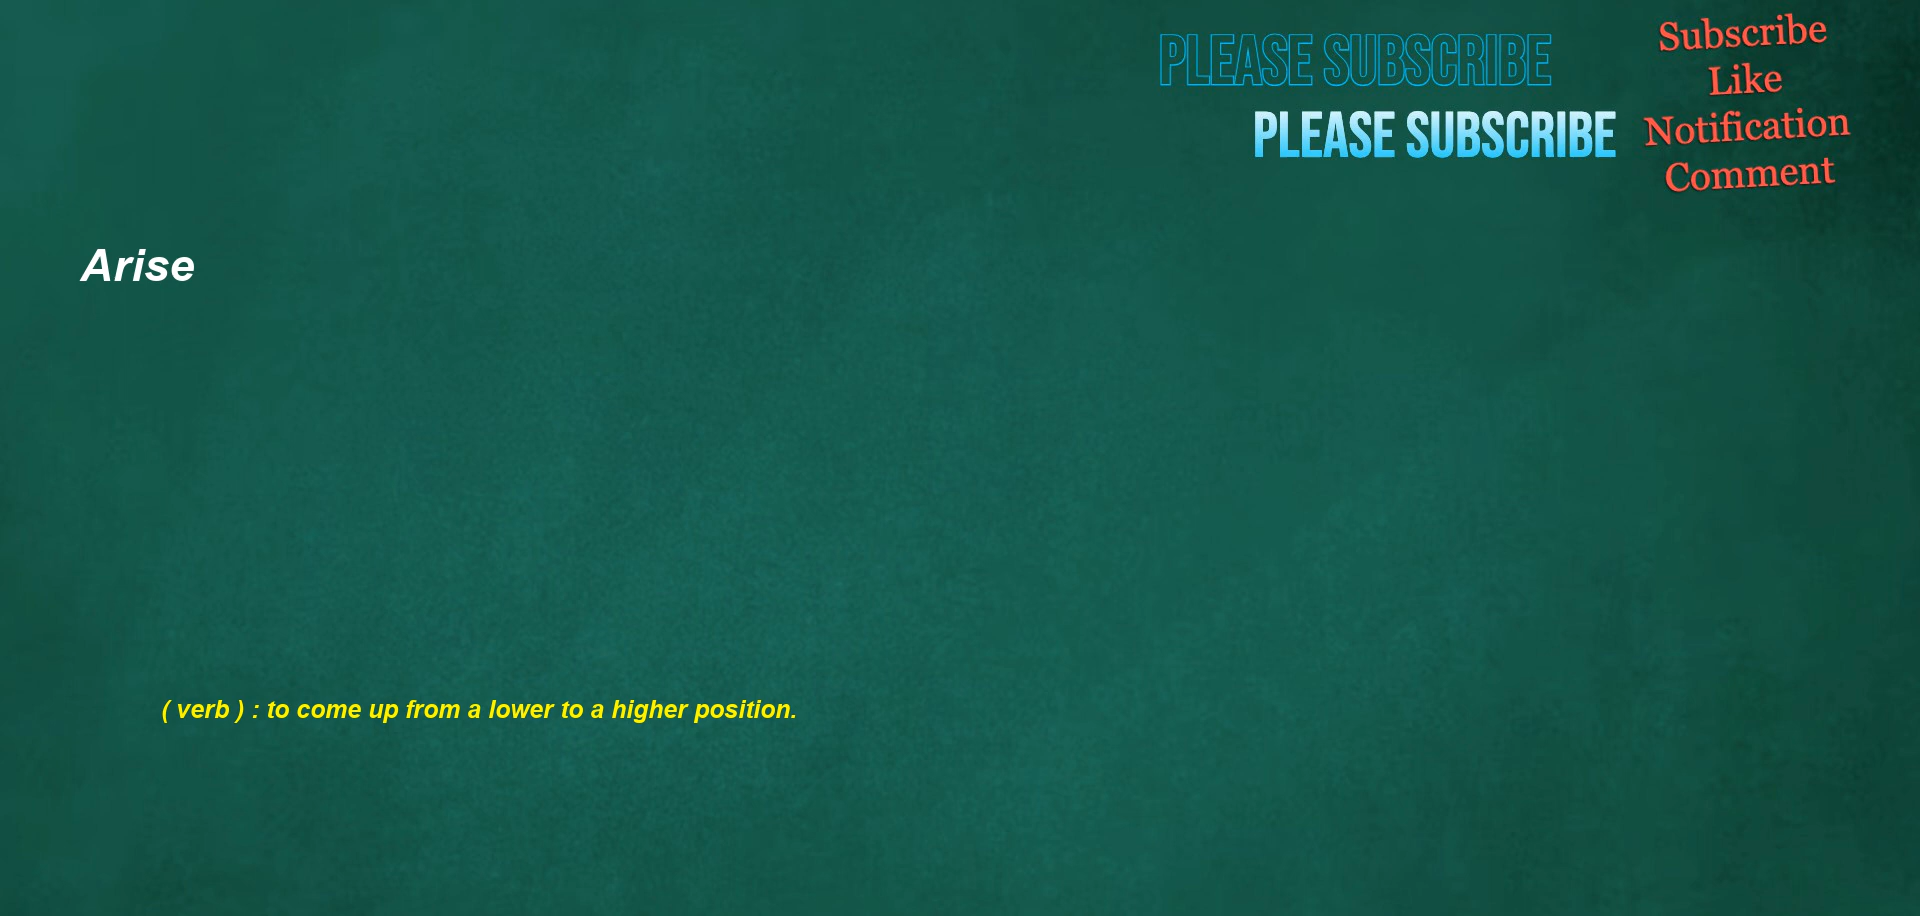 PLEASE SUBSCRIBE
PLEASE SUBSCRIBE
Subscribe
Like
Notification
Comment
Arise
( verb ) : to come up from a lower to a higher position.